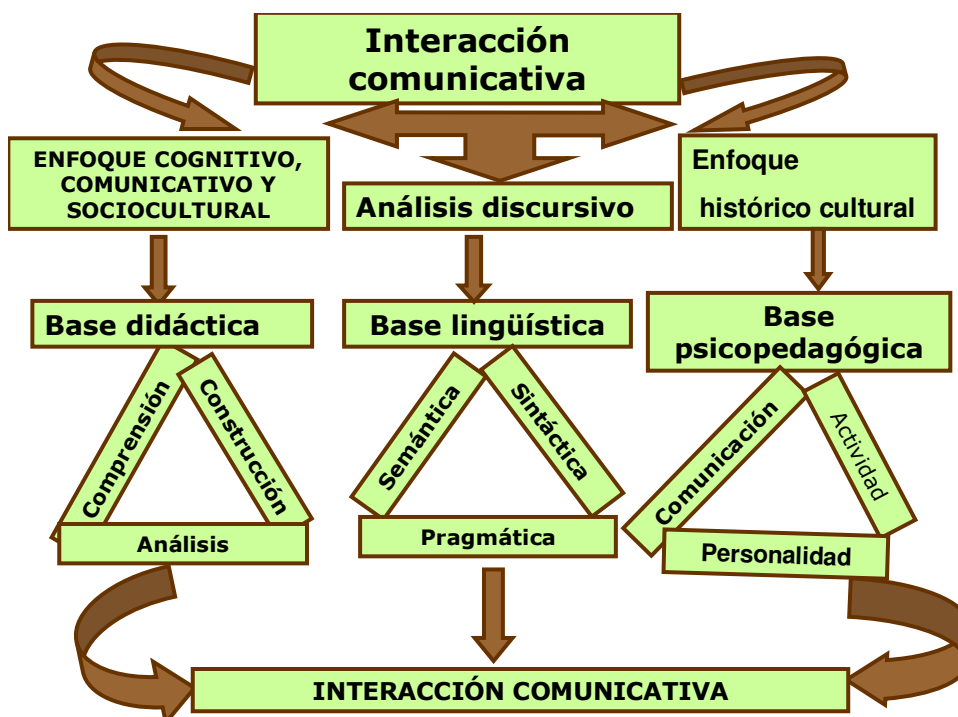 Interacción
comunicativa
ENFOQUE COGNITIVO,
COMUNICATIVO Y
SOCIOCULTURAL
Análisis discursivo
Enfoque
histórico cultural
Base didáctica
Base lingüística
Base
psicopedagógica
Comprensión
Construcción
Análisis
Semántica
Sintáctica
Pragmática
Comunicación
Actividad
Personalidad
INTERACCIÓN COMUNICATIVA